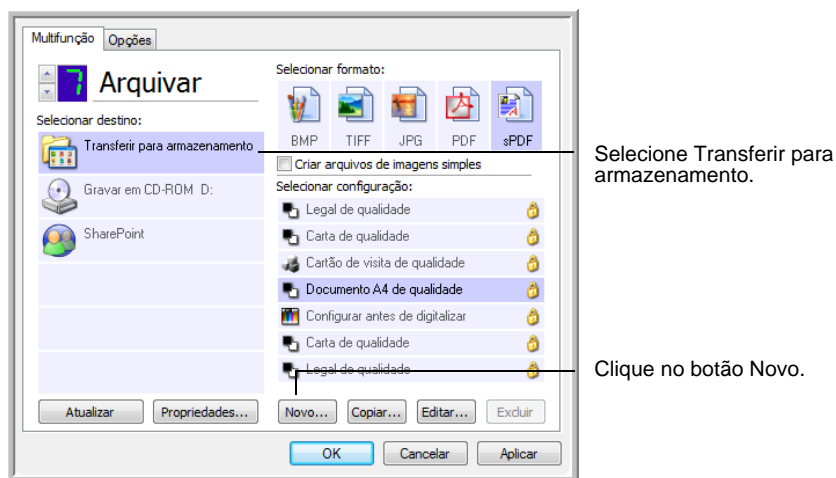 Multifunção Opções
7 Arquivar
Selecionar destino:
Transferir para armazenamento
Gravar em CD-ROM D:
SharePoint
Atualizar Propriedades...
Selecionar formato:
BMP TIFF JPG PDF sPDF
Criar arquivos de imagens simples
Selecionar configuração:
Legal de qualidade
Carta de qualidade
Cartão de visita de qualidade
Documento A4 de qualidade
Configurar antes de digitalizar
Carta de qualidade
Legal de qualidade
Novo... Copiar... Editar... Excluir
OK Cancelar Aplicar
Selecione Transferir para
armazenamento.
Clique no botão Novo.